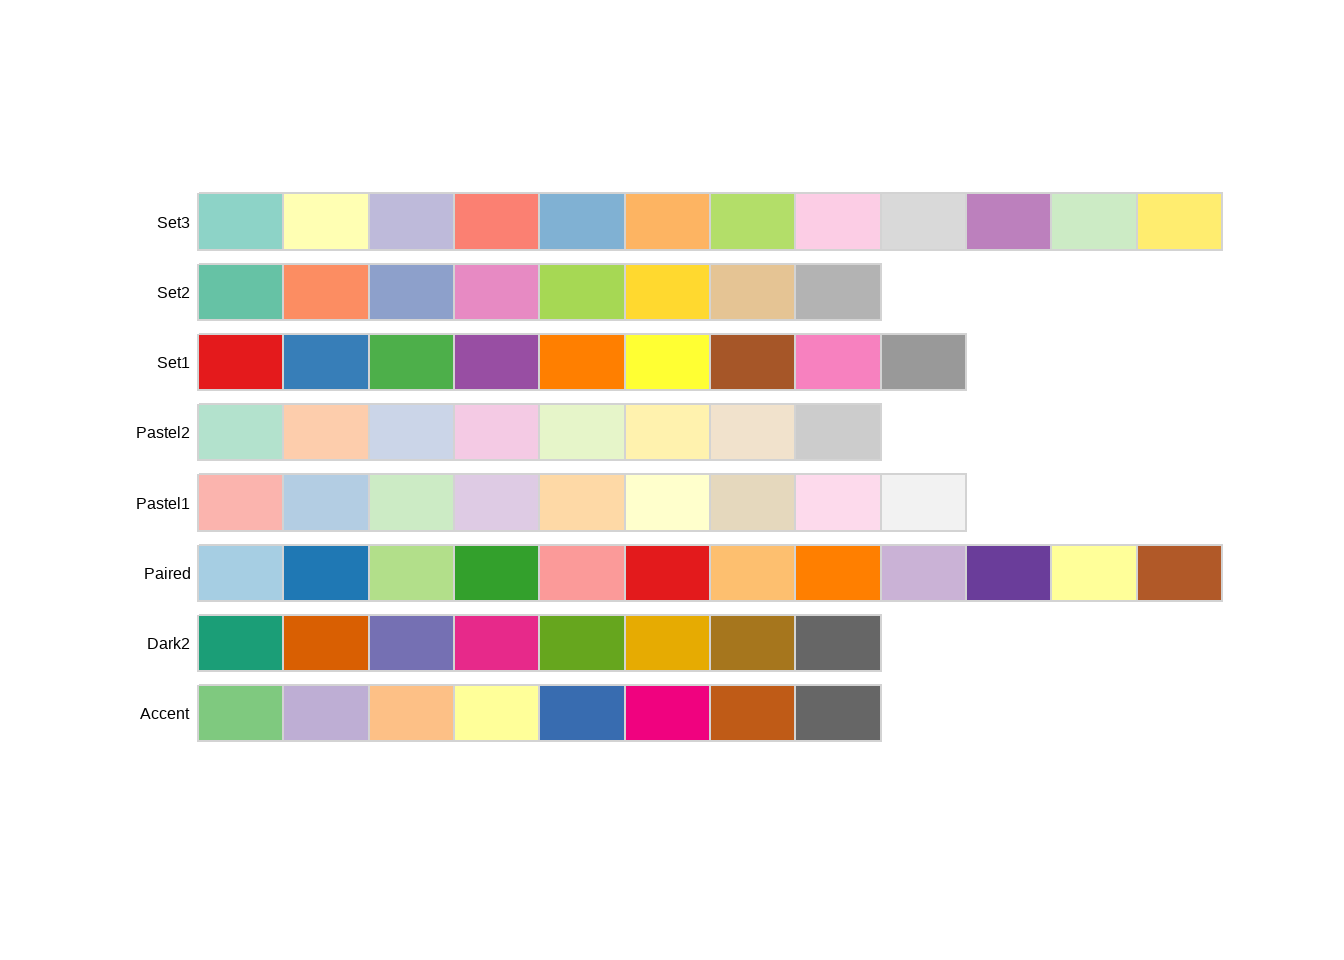 Set3
Set2
Set1
Pastel2
Pastel1
Paired
Dark2
Accent